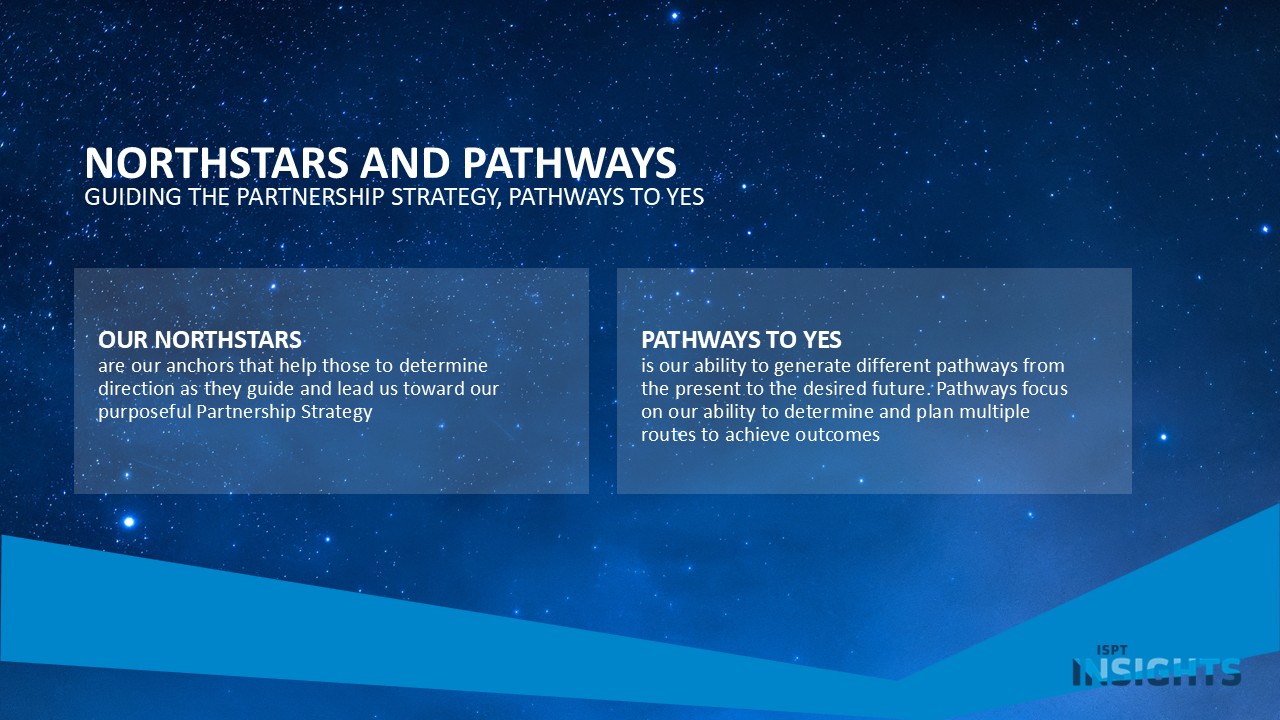 NORTHSTARS AND PATHWAYS
GUIDING THE PARTNERSHIP STRATEGY, PATHWAYS TO YES
OUR NORTHSTARS
are our anchors that help those to determine
direction as they guide and lead us toward our
purposeful Partnership Strategy
PATHWAYS TO YES
is our ability to generate different pathways from
the present to the desired future. Pathways focus
on our ability to determine and plan multiple
routes to achieve outcomes
ISPT
INSIGHTS